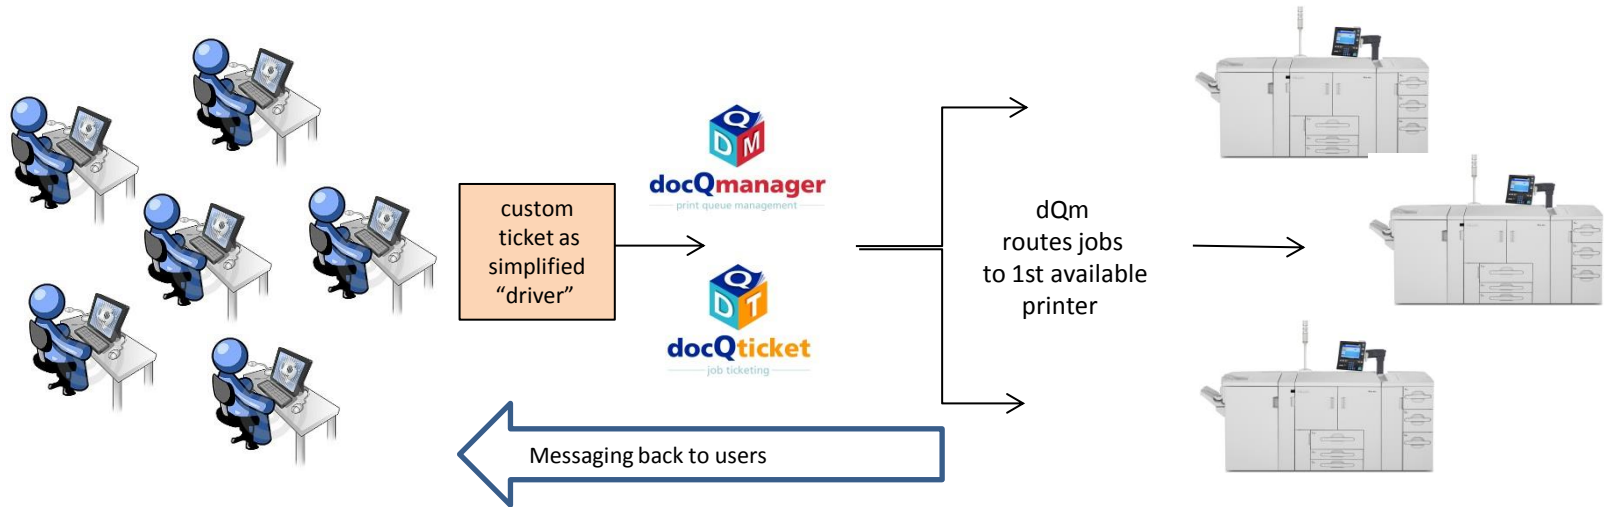 custom
ticket as
simplified
“driver”
Q
D M
docQmanager
print queue management
Q
D T
docQticket
job ticketing
dQm
routes jobs
to 1st available
printer
Messaging back to users